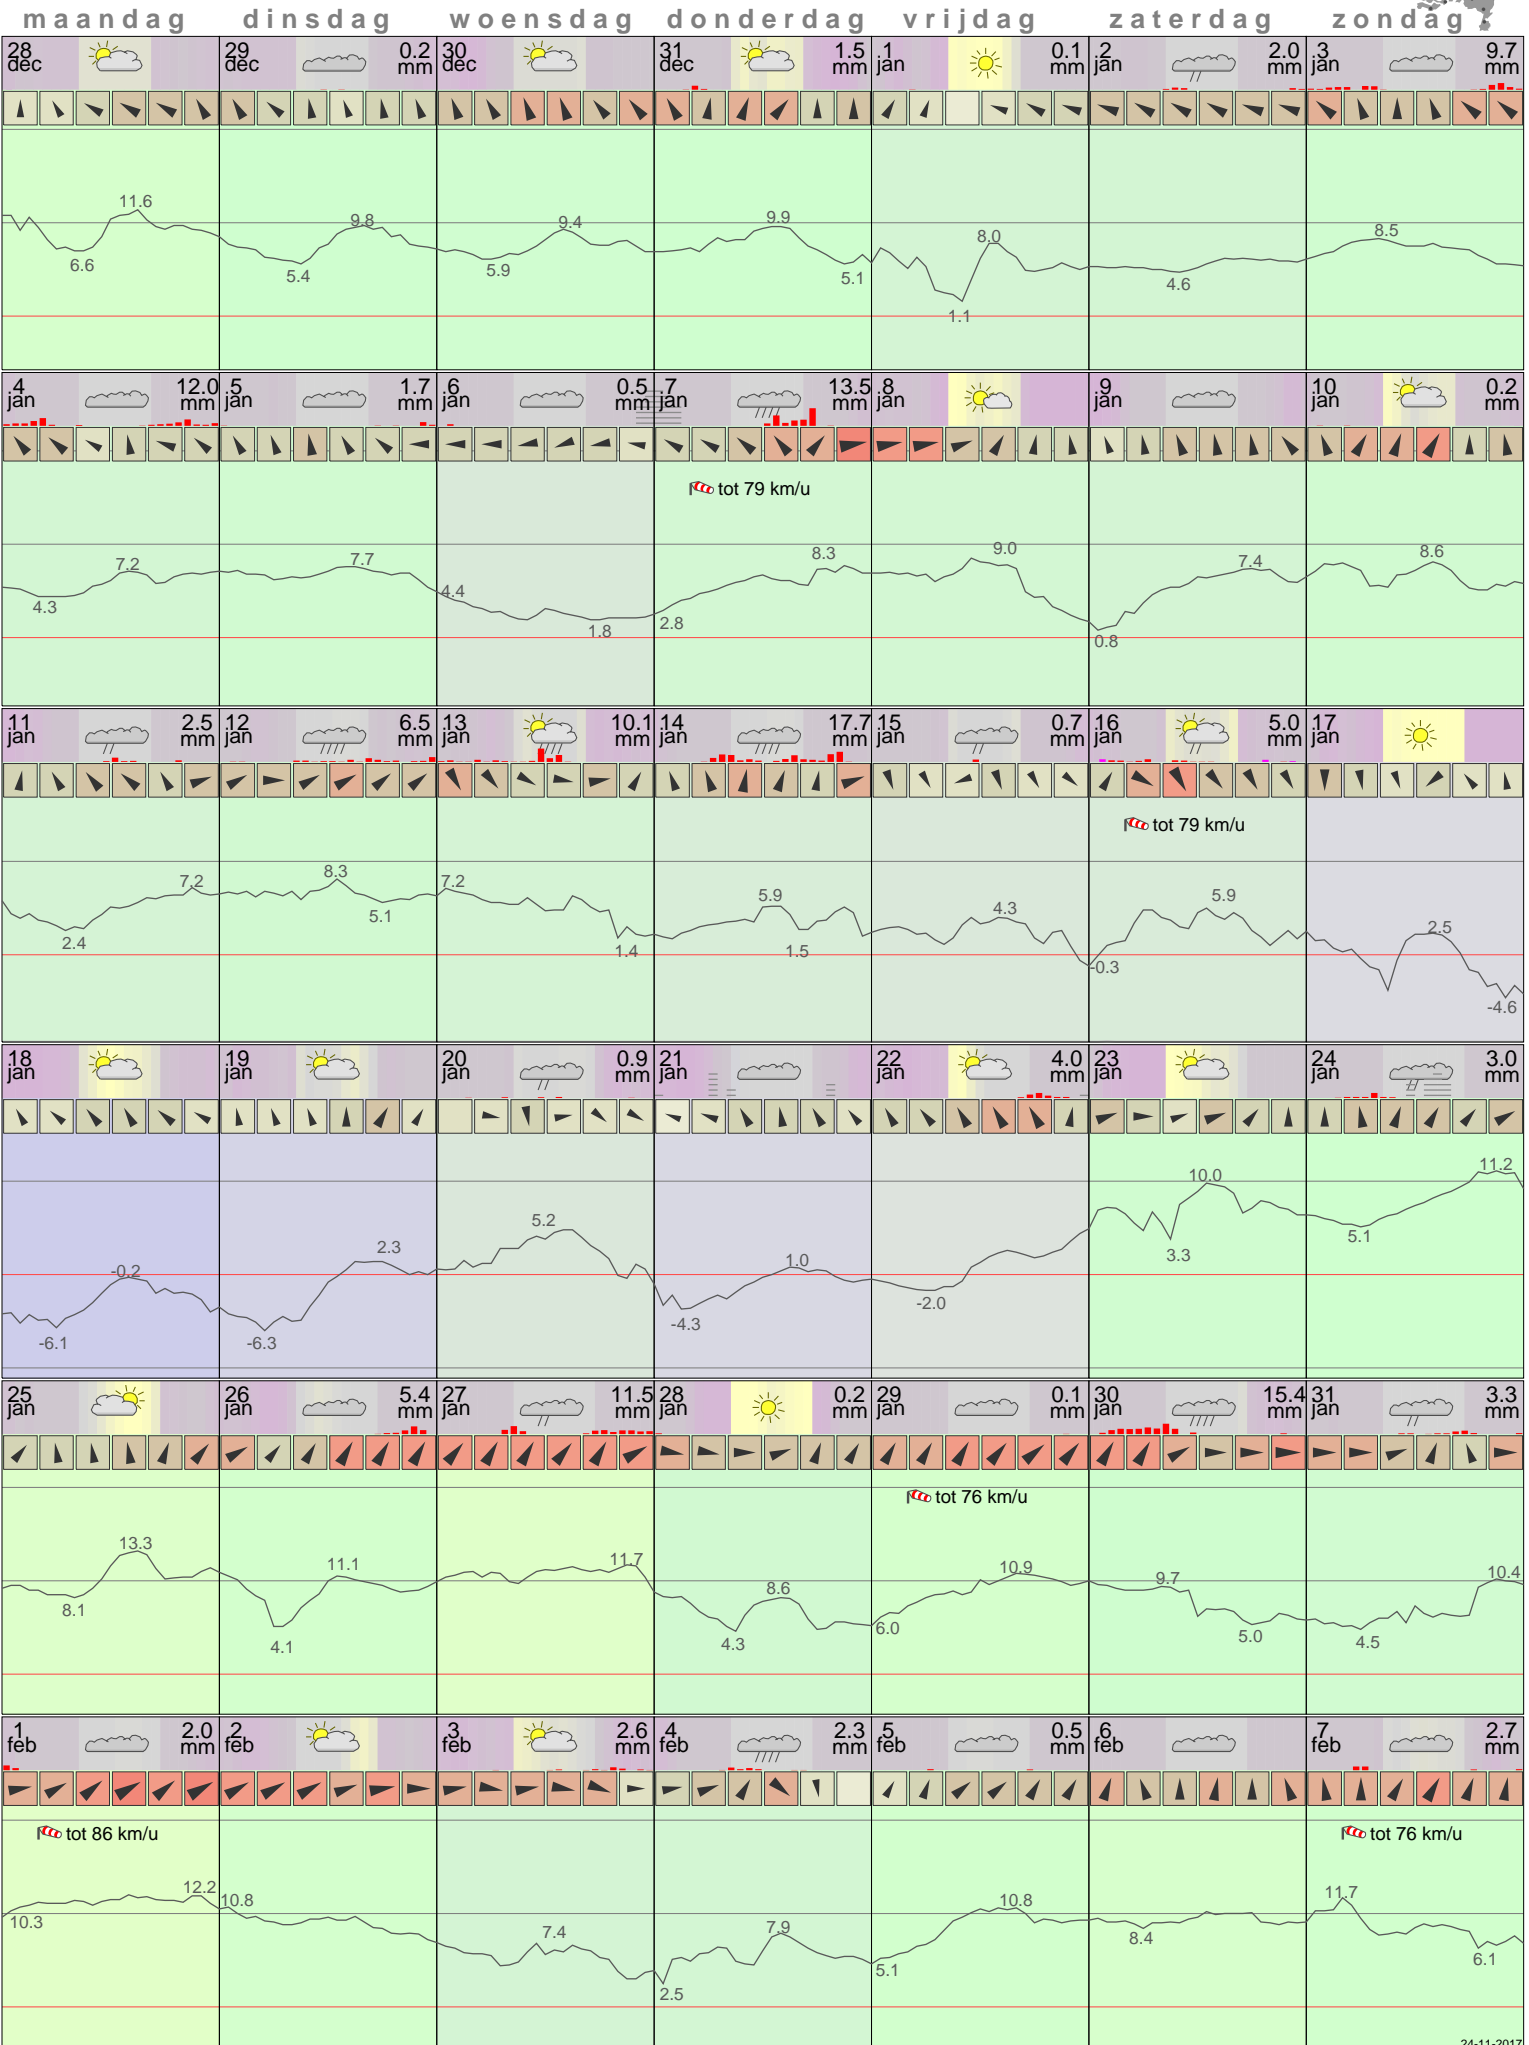 maandag dinsdag woensdag donderdag vrijdag zaterdag zondag
28 dec
29 dec 0.2 mm
30 dec
31 dec 1.5 mm
1 jan 0.1 mm
2 jan 2.0 mm
3 jan 9.7 mm
11.6 6.6
9.8 5.4
9.4 5.9
9.9 5.1
8.0 1.1
4.6
8.5
4 jan 12.0 mm
5 jan 1.7 mm
6 jan 0.5 mm
7 jan 13.5 mm
8 jan
9 jan
10 jan 0.2 mm
tot 79 km/u
7.2 4.3
7.7
4.4 1.8
8.3 2.8
9.0
7.4 0.8
8.6
11 jan 2.5 mm
12 jan 6.5 mm
13 jan 10.1 mm
14 jan 17.7 mm
15 jan 0.7 mm
16 jan 5.0 mm
17 jan
tot 79 km/u
7.2 2.4
8.3 5.1
7.2 1.4
5.9 1.5
4.3
5.9 -0.3
2.5 -4.6
18 jan
19 jan
20 jan 0.9 mm
21 jan
22 jan 4.0 mm
23 jan
24 jan 3.0 mm
-0.2 -6.1
2.3 -6.3
5.2
1.0 -4.3
-2.0
10.0 3.3
11.2 5.1
25 jan
26 jan 5.4 mm
27 jan 11.5 mm
28 jan 0.2 mm
29 jan 0.1 mm
30 jan 15.4 mm
31 jan 3.3 mm
tot 76 km/u
13.3 8.1
11.1 4.1
11.7
8.6 4.3
10.9 6.0
9.7 5.0
10.4 4.5
1 feb 2.0 mm
2 feb
3 feb 2.6 mm
4 feb 2.3 mm
5 feb 0.5 mm
6 feb
7 feb 2.7 mm
tot 86 km/u
tot 76 km/u
12.2 10.3
10.8
7.4
7.9 2.5
10.8 5.1
8.4
11.7 6.1
24-11-2017